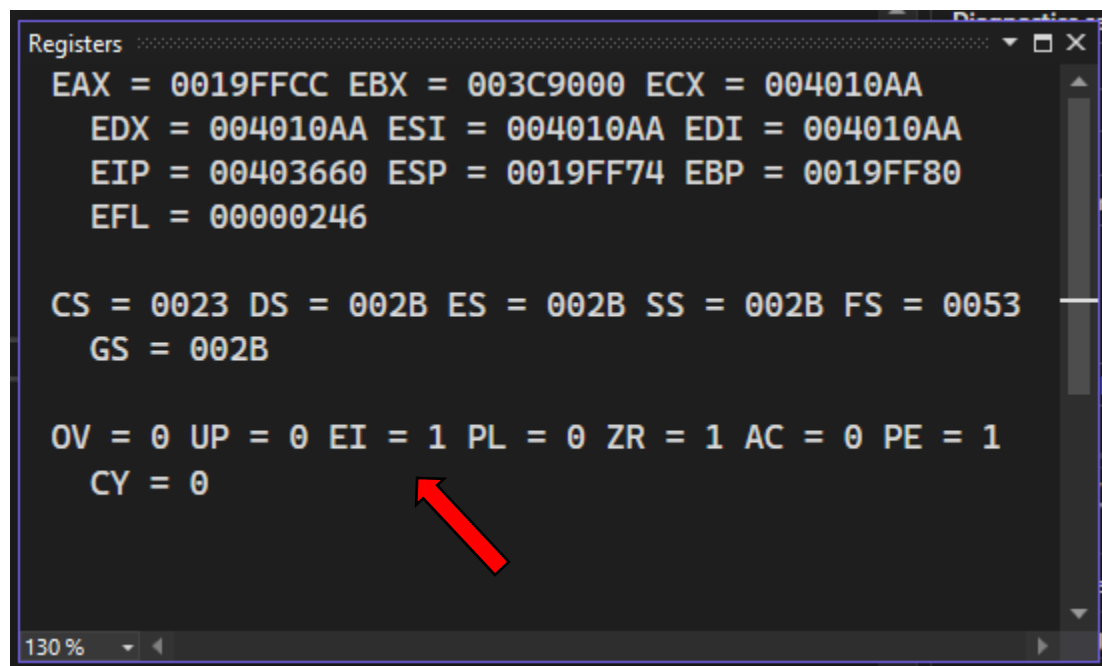 Registers
EAX = 0019FFCC EBX = 003C9000 ECX = 004010AA
EDX = 004010AA ESI = 004010AA EDI = 004010AA
EIP = 00403660 ESP = 0019FF74 EBP = 0019FF80
EFL = 00000246
CS = 0023 DS = 002B ES = 002B SS = 002B FS = 0053
GS = 002B
OV = 0 UP = 0 EI = 1 PL = 0 ZR = 1 AC = 0 PE = 1
CY = 0
130 %